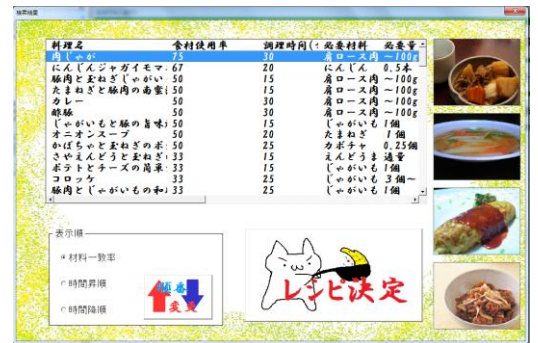 検索結果
料理名 食材使用率 調理時間(分 必要材料 必要量
肉じゃが 75 30 肩ロース肉 ~100g
にんじんジャガイモマ 67 20 にんじん 0.5本
豚肉と玉ねぎじゃがい 50 15 肩ロース肉 ~100g
たまねぎと豚肉の南蛮 50 15 肩ロース肉 ~100g
カレー 50 30 肩ロース肉 ~100g
酢豚 50 30 肩ロース肉 ~100g
じゃがいもと豚の旨味 50 15 じゃがいも 1個
オニオンスープ 50 20 たまねぎ 1個
かぼちゃと玉ねぎのポ 50 25 カボチャ 0.25個
さやえんどうと玉ねぎ 33 15 えんどうま 適量
ポテトとチーズの簡単 33 15 じゃがいも 1個
コロッケ 33 25 じゃがいも 3個~
豚肉とじゃがいもの和 33 25 じゃがいも 1個
表示順
材料一致率
時間昇順
時間降順
順番
変更
レシピ決定